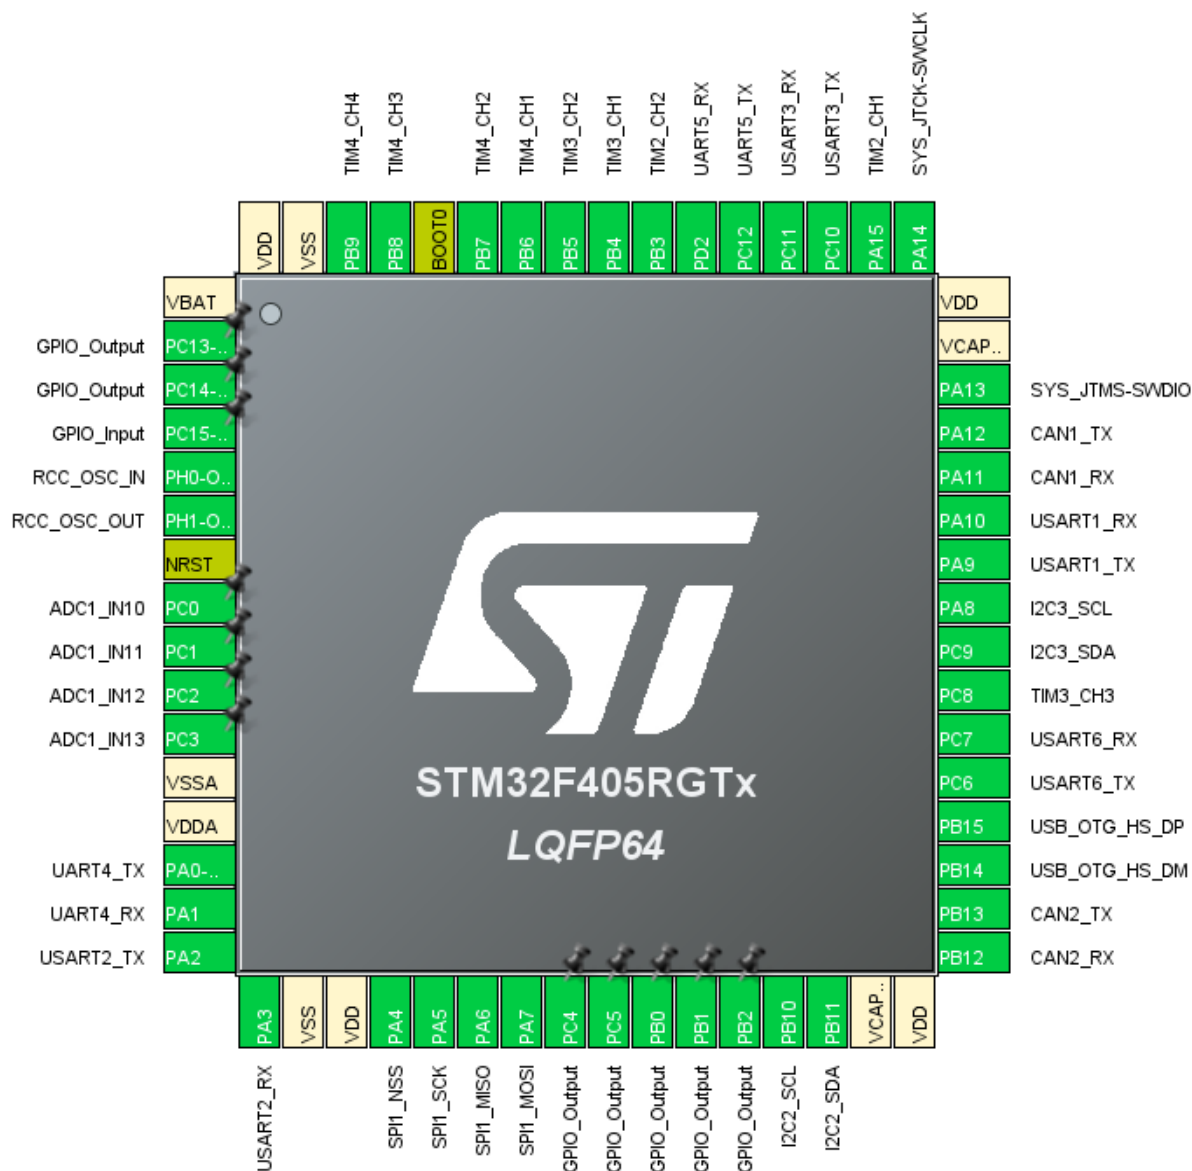 TIM4_CH4
TIM4_CH3
TIM4_CH2
TIM4_CH1
TIM3_CH2
TIM3_CH1
TIM2_CH2
UART5_RX
UART5_TX
USART3_RX
USART3_TX
TIM2_CH1
SYS_JTCK-SWCLK
VDD
VSS
PB9
PB8
BOOT0
PB7
PB6
PB5
PB4
PB3
PD2
PC12
PC11
PC10
PA15
PA14
VBAT
GPIO_Output PC13-..
GPIO_Output PC14-..
GPIO_Input PC15-..
RCC_OSC_IN PH0-O..
RCC_OSC_OUT PH1-O..
NRST
ADC1_IN10 PC0
ADC1_IN11 PC1
ADC1_IN12 PC2
ADC1_IN13 PC3
VSSA
VDDA
UART4_TX PA0-..
UART4_RX PA1
USART2_TX PA2
ST
STM32F405RGTx
LQFP64
VDD
VCAP..
PA13 SYS_JTMS-SWDIO
PA12 CAN1_TX
PA11 CAN1_RX
PA10 USART1_RX
PA9 USART1_TX
PA8 I2C3_SCL
PC9 I2C3_SDA
PC8 TIM3_CH3
PC7 USART6_RX
PC6 USART6_TX
PB15 USB_OTG_HS_DP
PB14 USB_OTG_HS_DM
PB13 CAN2_TX
PB12 CAN2_RX
PA3
VSS
VDD
PA4
PA5
PA6
PA7
PC4
PC5
PB0
PB1
PB2
PB10
PB11
VCAP..
VDD
USART2_RX
SPI1_NSS
SPI1_SCK
SPI1_MISO
SPI1_MOSI
GPIO_Output
GPIO_Output
GPIO_Output
GPIO_Output
GPIO_Output
I2C2_SCL
I2C2_SDA